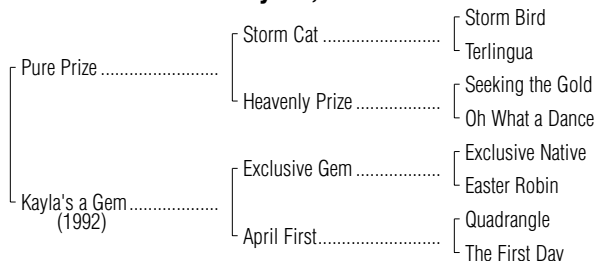 Storm Bird
Storm Cat ........................
Terlingua
Pure Prize ........................
Seeking the Gold
Heavenly Prize .................
Oh What a Dance
Exclusive Native
Exclusive Gem .................
Easter Robin
Kayla's a Gem..................
(1992)
Quadrangle
April First.........................
The First Day